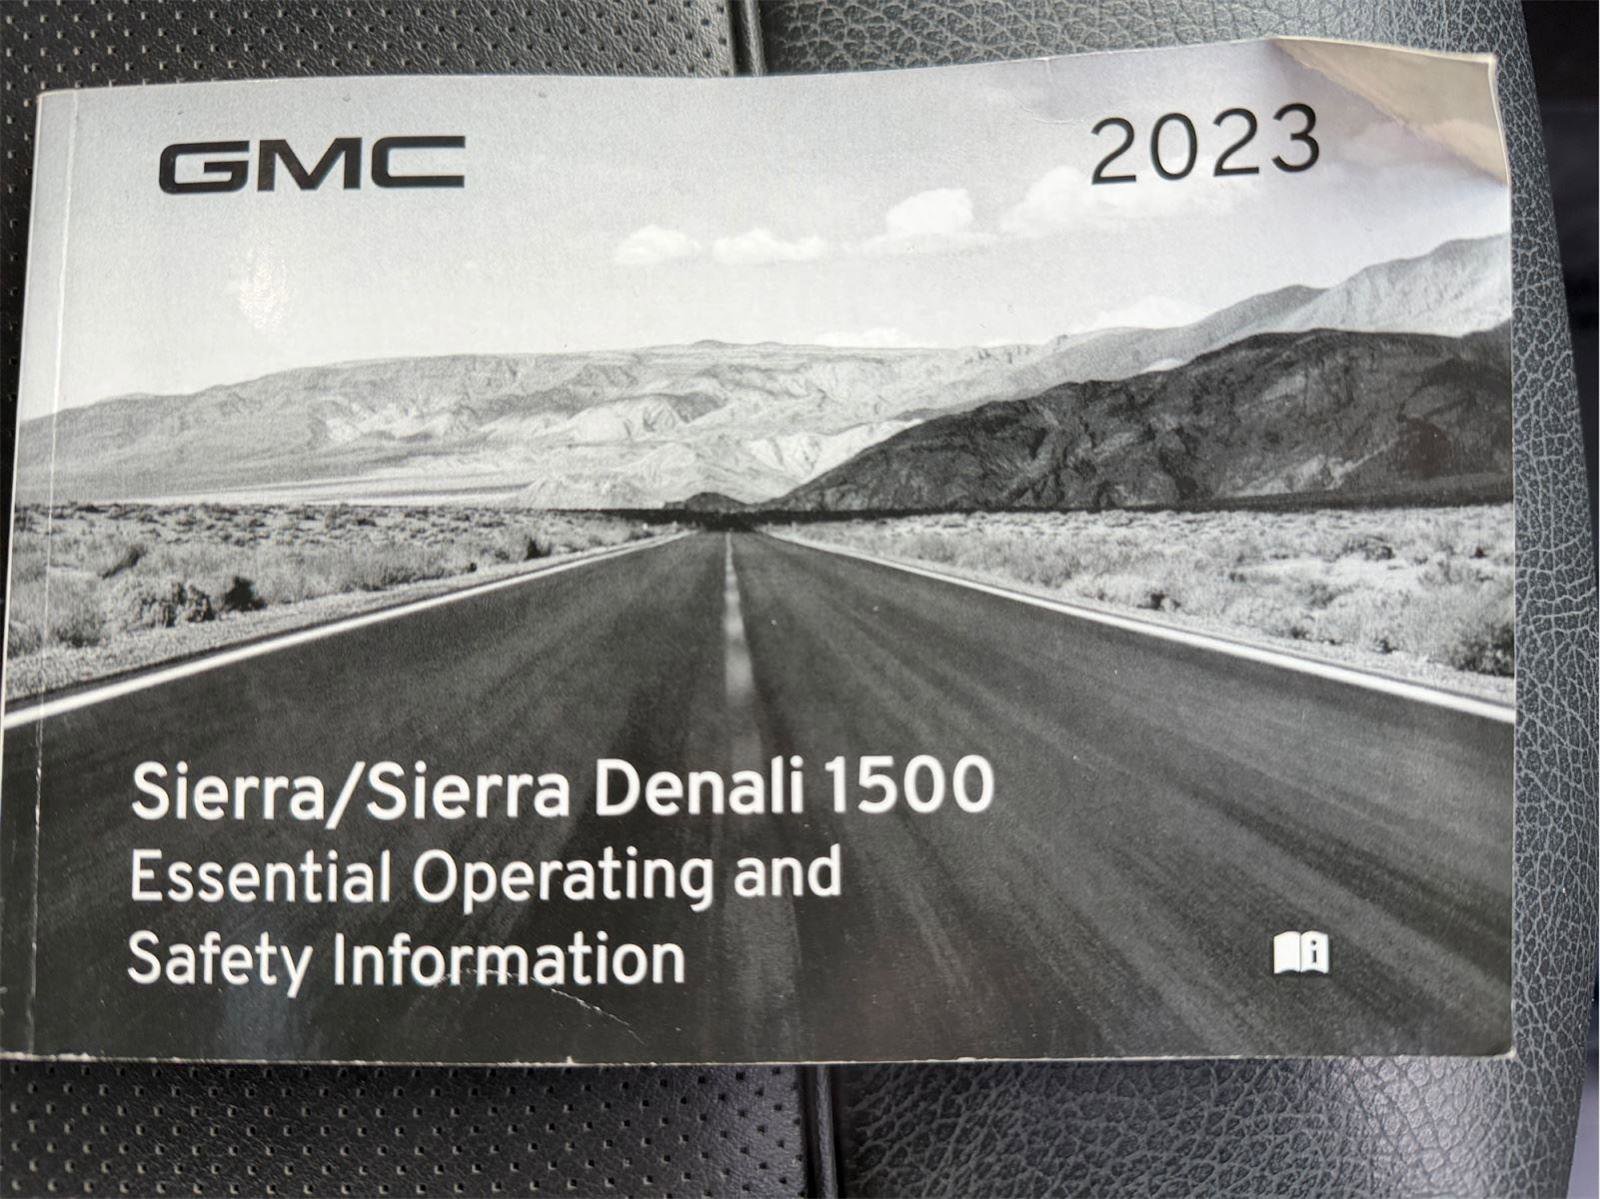 GMC
2023
Sierra/Sierra Denali 1500
Essential Operating and
Safety Information
i